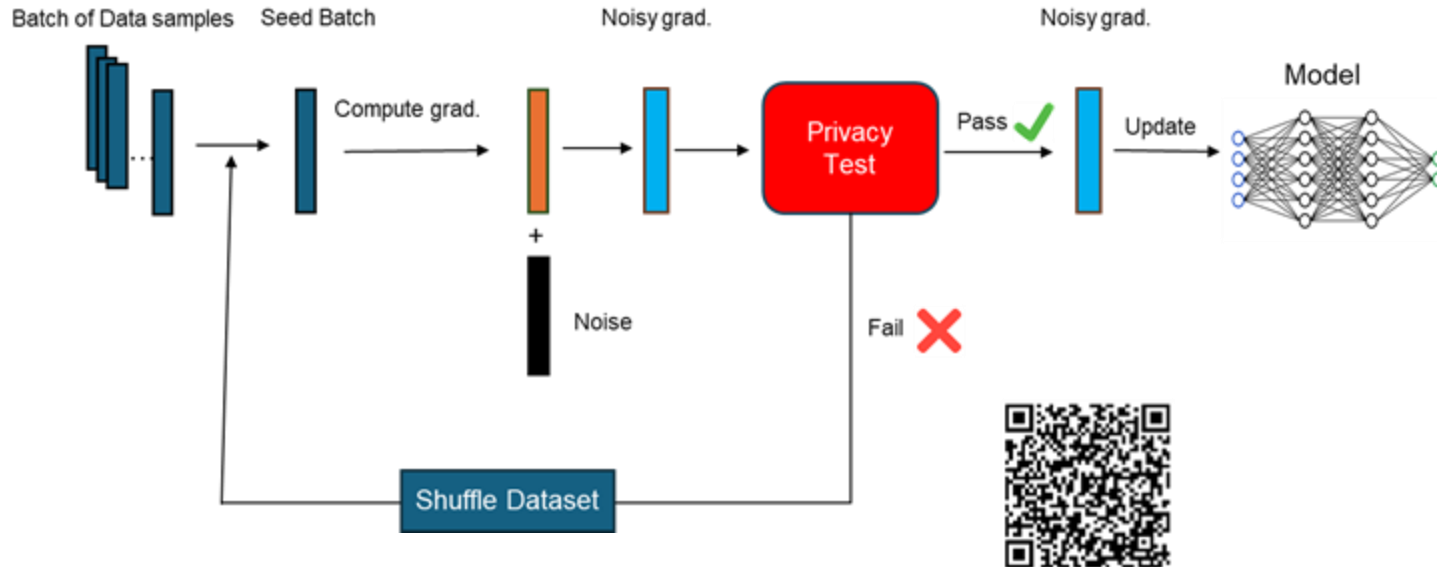 Batch of Data samples
Seed Batch
Noisy grad.
Noisy grad.
Model
Compute grad.
Privacy
Test
Pass
Update
...
+
Noise
Fail
Shuffle Dataset